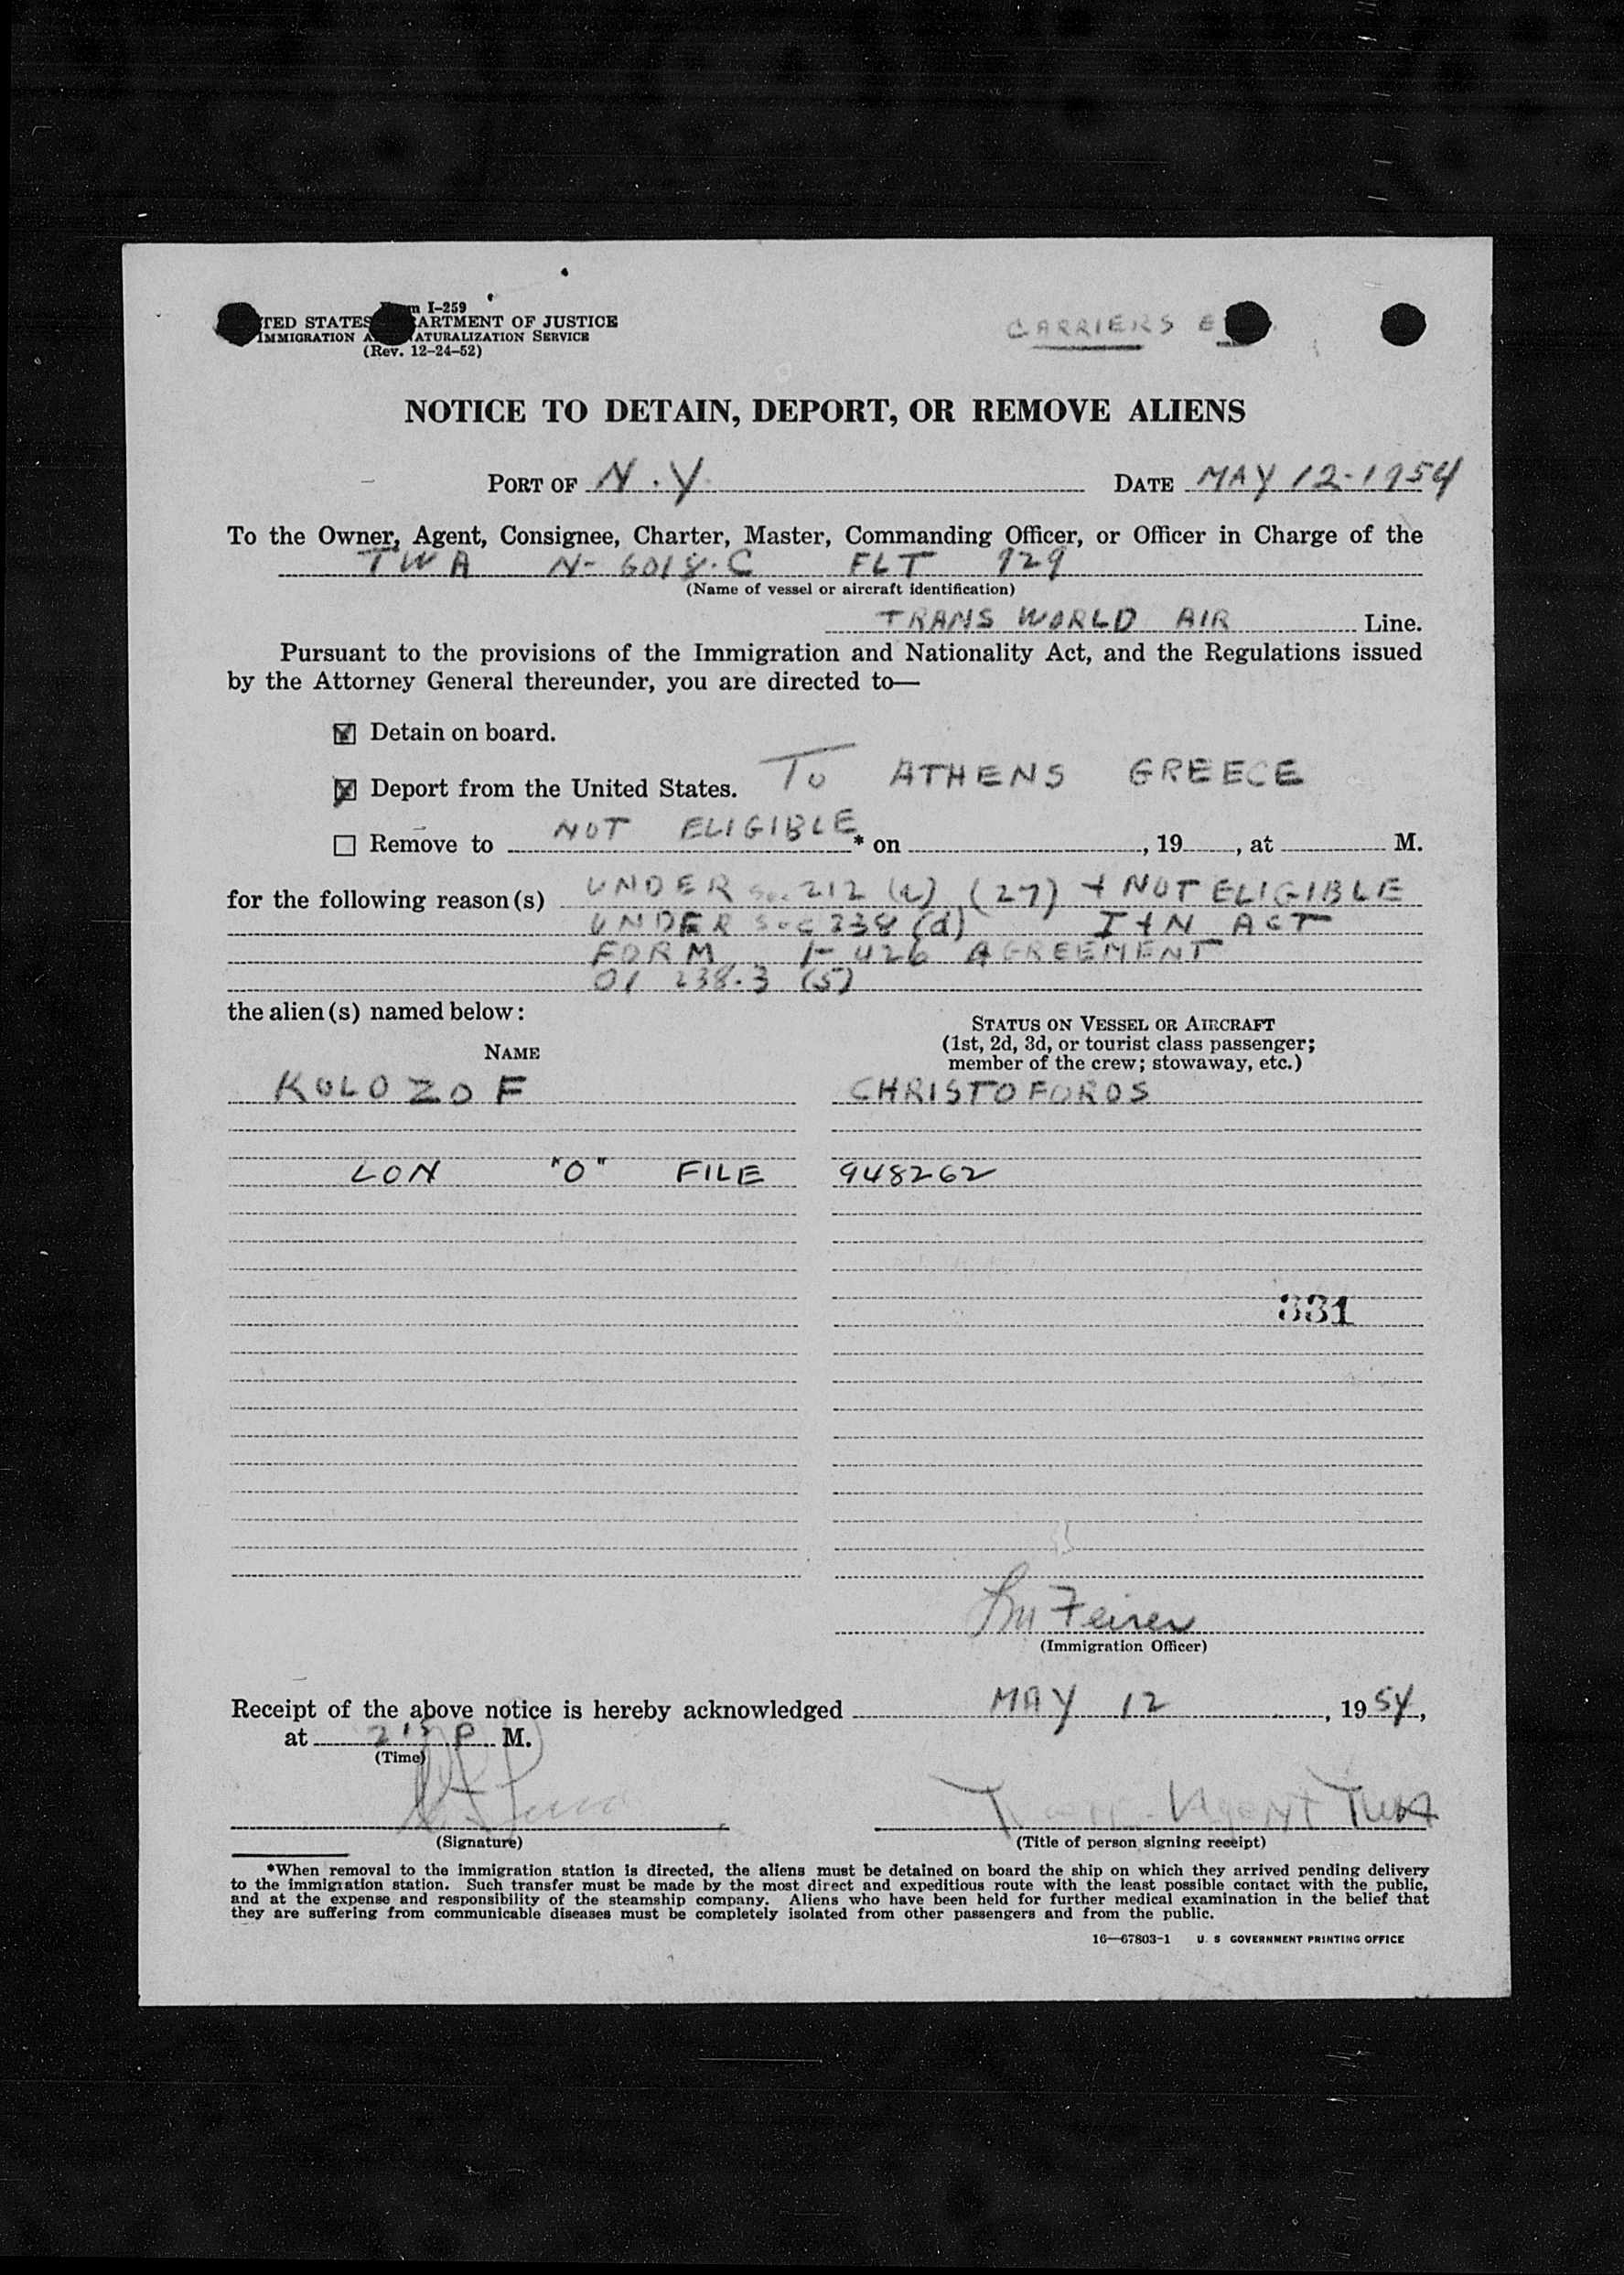 Form I-259
UNITED STATES DEPARTMENT OF JUSTICE
IMMIGRATION AND NATURALIZATION SERVICE
(Rev. 12-24-52)
CARRIERS
NOTICE TO DETAIN, DEPORT, OR REMOVE ALIENS
PORT OF N.Y. DATE MAY 12-1954
To the Owner, Agent, Consignee, Charter, Master, Commanding Officer, or Officer in Charge of the
TWA N-6018.C FLT 929
(Name of vessel or aircraft identification)
TRANS WORLD AIR Line.
Pursuant to the provisions of the Immigration and Nationality Act, and the Regulations issued
by the Attorney General thereunder, you are directed to—
☒ Detain on board.
☒ Deport from the United States. TO ATHENS GREECE
☐ Remove to NOT ELIGIBLE * on , 19 , at M.
for the following reason(s) UNDER Sec 212 (27) + NOT ELIGIBLE
UNDER Sec 238 (d) I+N ACT
FORM I-426 AGREEMENT
OI 238.3 (5)
the alien(s) named below:
NAME
STATUS ON VESSEL OR AIRCRAFT
(1st, 2d, 3d, or tourist class passenger;
member of the crew; stowaway, etc.)
KOLOZOF CHRISTOFOROS
LON "O" FILE 948262
331
Feirer
(Immigration Officer)
Receipt of the above notice is hereby acknowledged MAY 12, 1954,
at P M.
(Time)
(Signature)
Agent TWA
(Title of person signing receipt)
*When removal to the immigration station is directed, the aliens must be detained on board the ship on which they arrived pending delivery
to the immigration station. Such transfer must be made by the most direct and expeditious route with the least possible contact with the public,
and at the expense and responsibility of the steamship company. Aliens who have been held for further medical examination in the belief that
they are suffering from communicable diseases must be completely isolated from other passengers and from the public.
16—67803-1 U. S GOVERNMENT PRINTING OFFICE